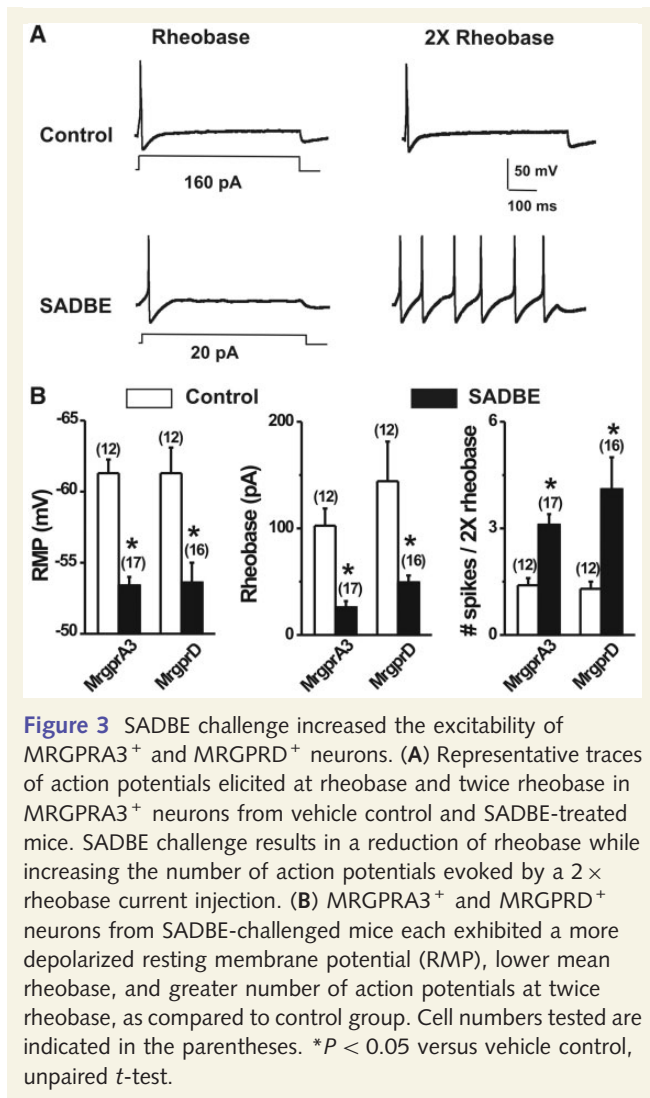 A
Rheobase
2X Rheobase
Control
160 pA
50 mV
100 ms
SADBE
20 pA
B
Control
SADBE
-65
-60
-55
-50
RMP (mV)
(12)
*
(17)
(12)
*
(16)
MrgprA3
MrgprD
200
100
0
Rheobase (pA)
(12)
*
(17)
(12)
*
(16)
MrgprA3
MrgprD
6
3
0
# spikes / 2X rheobase
(12)
*
(17)
(12)
*
(16)
MrgprA3
MrgprD
Figure 3 SADBE challenge increased the excitability of
MRGPRA3⁺ and MRGPRD⁺ neurons. (A) Representative traces
of action potentials elicited at rheobase and twice rheobase in
MRGPRA3⁺ neurons from vehicle control and SADBE-treated
mice. SADBE challenge results in a reduction of rheobase while
increasing the number of action potentials evoked by a 2 ×
rheobase current injection. (B) MRGPRA3⁺ and MRGPRD⁺
neurons from SADBE-challenged mice each exhibited a more
depolarized resting membrane potential (RMP), lower mean
rheobase, and greater number of action potentials at twice
rheobase, as compared to control group. Cell numbers tested are
indicated in the parentheses. *P < 0.05 versus vehicle control,
unpaired t-test.